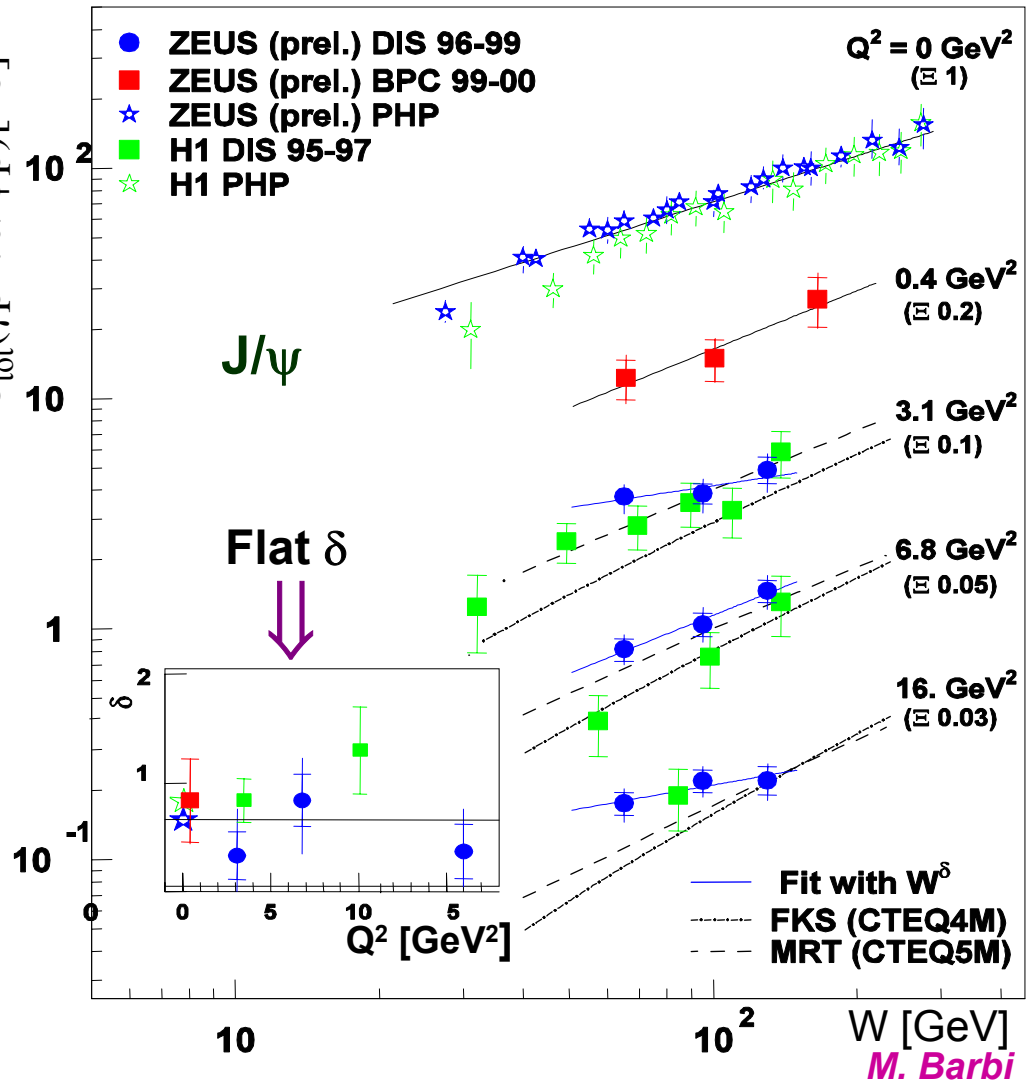 ZEUS (prel.) DIS 96-99
ZEUS (prel.) BPC 99-00
ZEUS (prel.) PHP
H1 DIS 95-97
H1 PHP
Q² = 0 GeV²
(Ξ 1)
10²
0.4 GeV²
(Ξ 0.2)
J/ψ
10
3.1 GeV²
(Ξ 0.1)
Flat δ
6.8 GeV²
(Ξ 0.05)
1
16. GeV²
(Ξ 0.03)
2
δ
1
-1
10
Fit with W^δ
FKS (CTEQ4M)
MRT (CTEQ5M)
0
0 5 10 5
Q² [GeV²]
10 10²
W [GeV]
M. Barbi